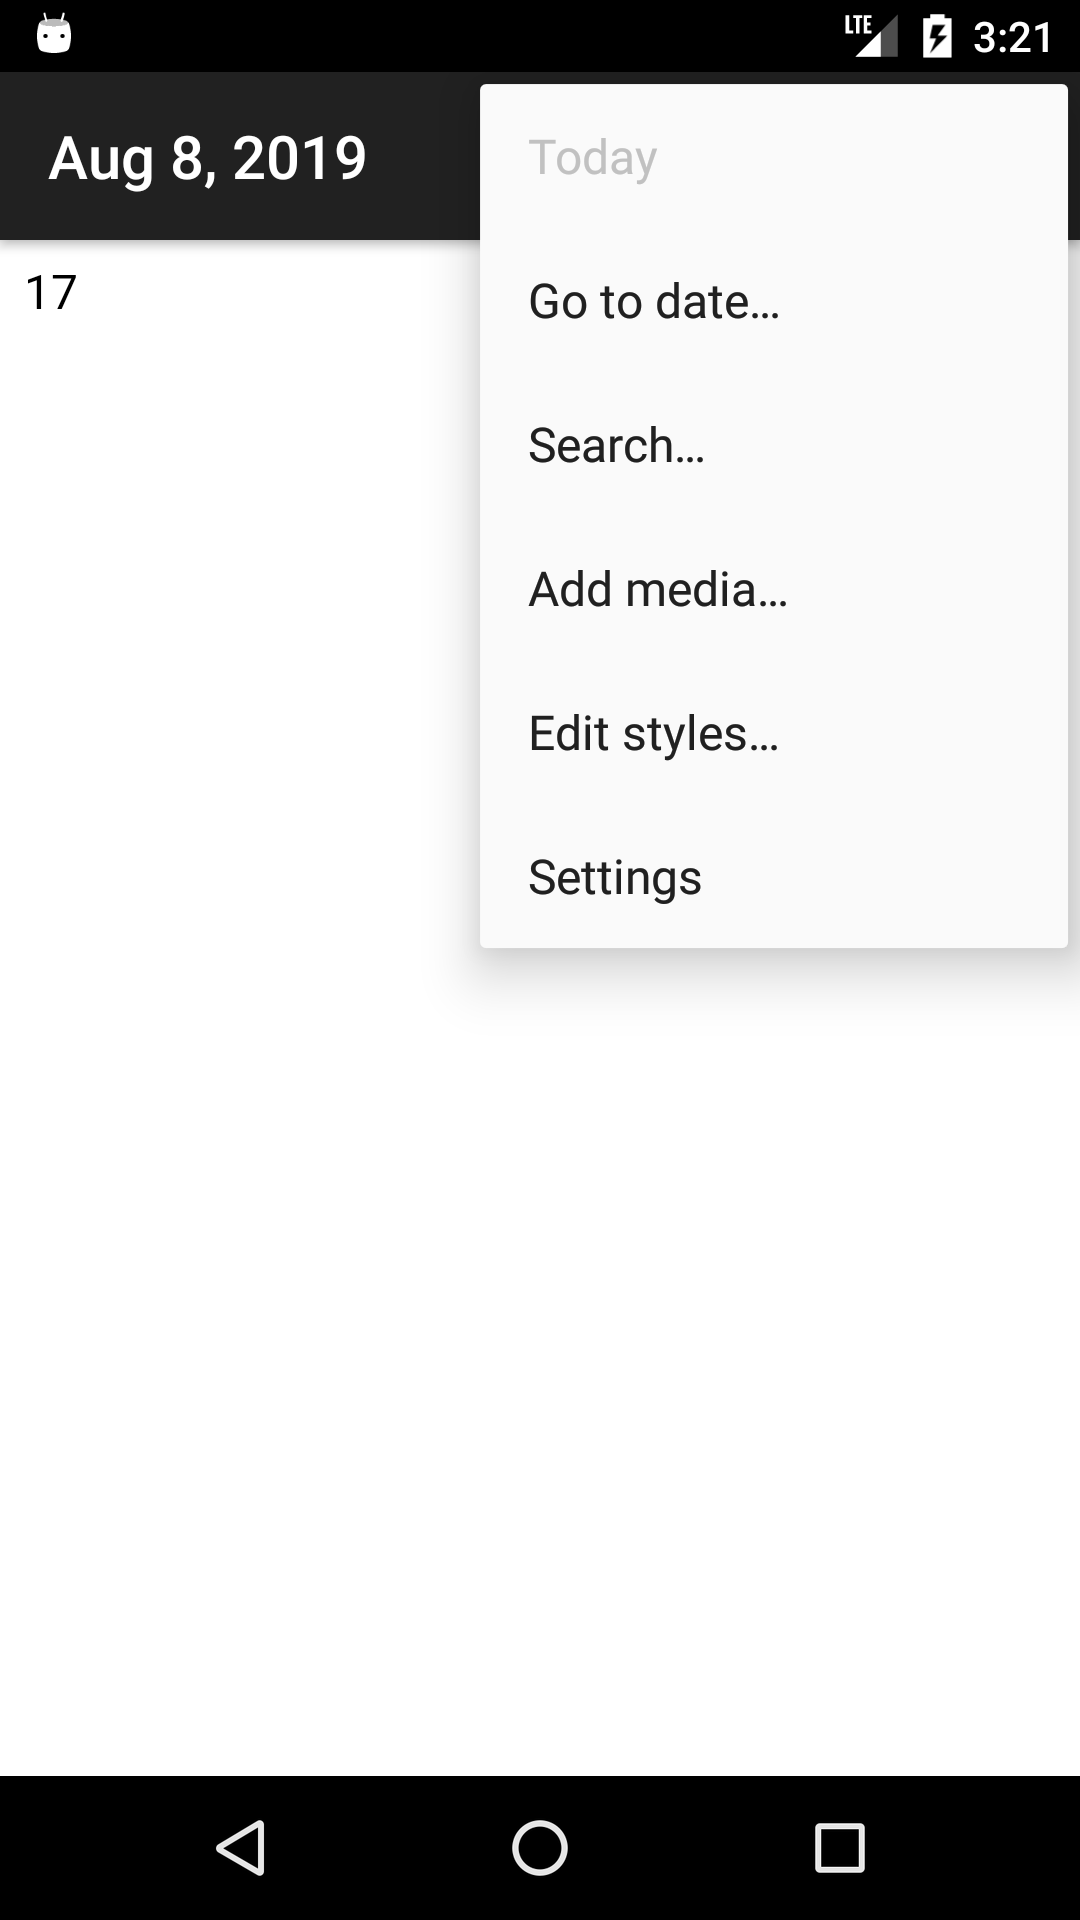 LTE 3:21
Aug 8, 2019
Today
17
Go to date...
Search...
Add media...
Edit styles...
Settings